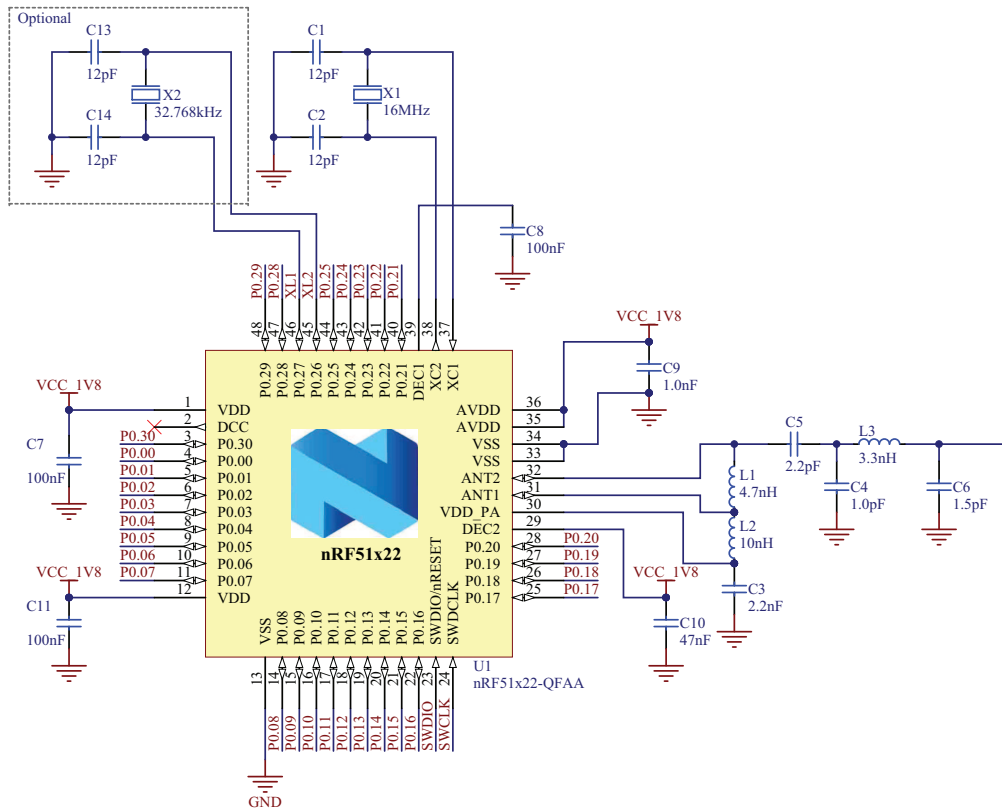 Optional
C13
12pF
X2
32.768kHz
C14
12pF
C1
12pF
X1
16MHz
C2
12pF
C8
100nF
P0.29
P0.28
XL1
XL2
P0.25
P0.24
P0.23
P0.22
P0.21
48
47
46
45
44
43
42
41
40
39
38
37
P0.29
P0.28
P0.27
P0.26
P0.25
P0.24
P0.23
P0.22
P0.21
DEC1
XC2
XC1
VCC_1V8
C7
100nF
P0.30
P0.00
P0.01
P0.02
P0.03
P0.04
P0.05
P0.06
P0.07
VCC_1V8
C11
100nF
1
2
3
4
5
6
7
8
9
10
11
12
VDD
DCC
P0.30
P0.00
P0.01
P0.02
P0.03
P0.04
P0.05
P0.06
P0.07
VDD
nRF51x22
AVDD
AVDD
VSS
VSS
ANT2
ANT1
VDD_PA
DEC2
P0.20
P0.19
P0.18
P0.17
36
35
34
33
32
31
30
29
28
27
26
25
P0.20
P0.19
P0.18
P0.17
VCC_1V8
C9
1.0nF
C5
2.2pF
L3
3.3nH
L1
4.7nH
C4
1.0pF
C6
1.5pF
L2
10nH
VCC_1V8
C3
2.2nF
C10
47nF
VSS
P0.08
P0.09
P0.10
P0.11
P0.12
P0.13
P0.14
P0.15
P0.16
SWDIO/nRESET
SWDCLK
U1
nRF51x22-QFAA
13
14
15
16
17
18
19
20
21
22
23
24
P0.08
P0.09
P0.10
P0.11
P0.12
P0.13
P0.14
P0.15
P0.16
SWDIO
SWCLK
GND